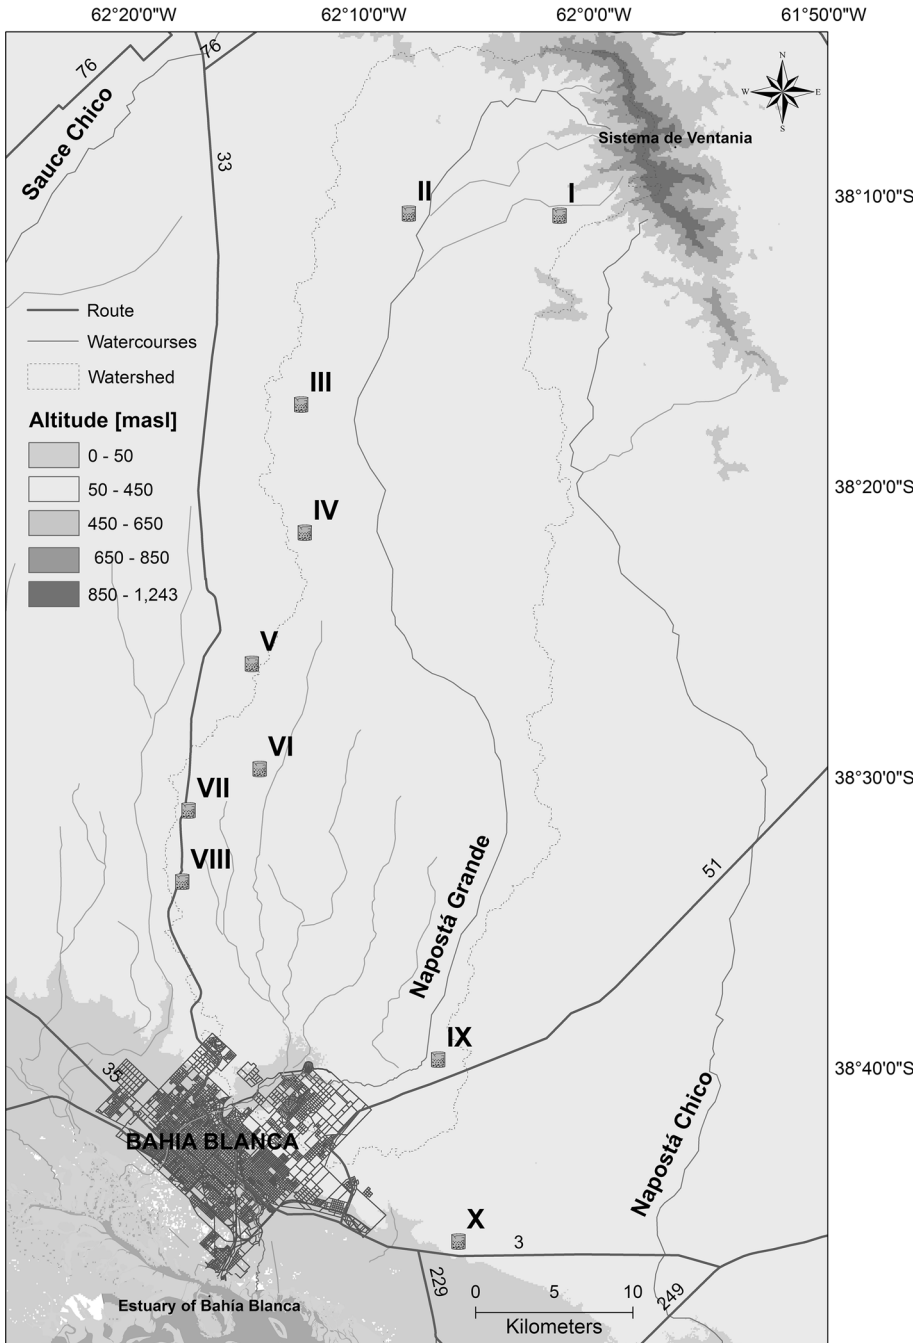 62°20'0"W 62°10'0"W 62°0'0"W 61°50'0"W
76
76
Sauce Chico
33
N
W E
S
Sistema de Ventania
II
I
38°10'0"S
Route
Watercourses
Watershed
III
Altitude [masl]
0 - 50
50 - 450
450 - 650
650 - 850
850 - 1,243
38°20'0"S
IV
V
VI
VII
38°30'0"S
VIII
51
Napostá Grande
IX
35
38°40'0"S
BAHIA BLANCA
Napostá Chico
X
3
229
249
0 5 10
Kilometers
Estuary of Bahía Blanca